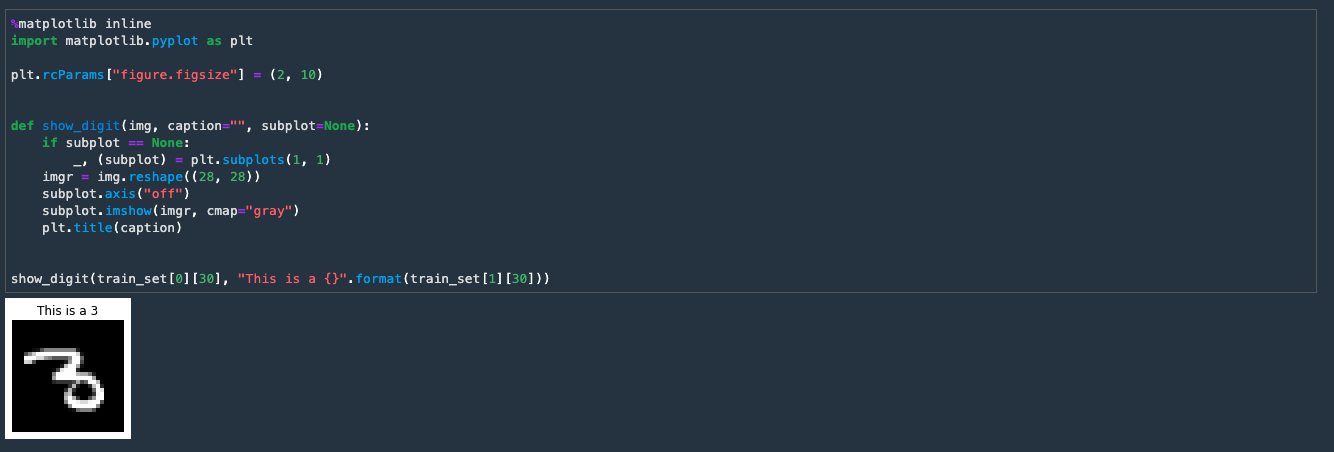 %matplotlib inline
import matplotlib.pyplot as plt
plt.rcParams["figure.figsize"] = (2, 10)
def show_digit(img, caption="", subplot=None):
    if subplot == None:
        _, (subplot) = plt.subplots(1, 1)
    imgr = img.reshape((28, 28))
    subplot.axis("off")
    subplot.imshow(imgr, cmap="gray")
    plt.title(caption)
show_digit(train_set[0][30], "This is a {}".format(train_set[1][30]))
This is a 3